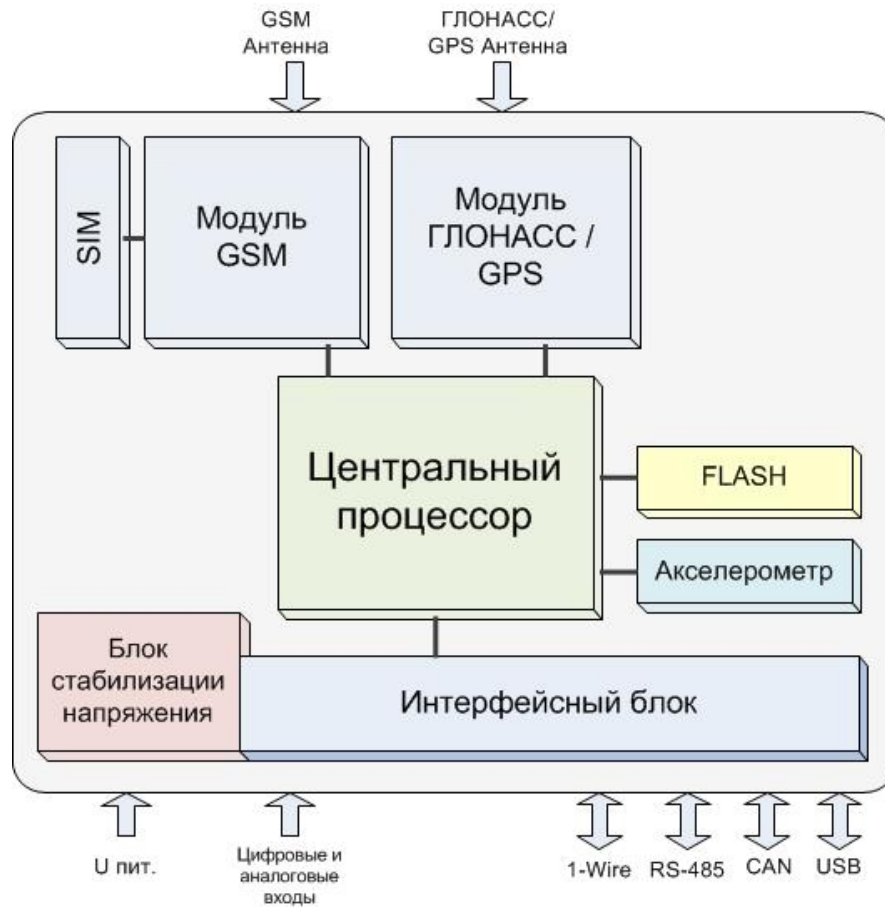 GSM
Антенна
ГЛОНАСС/
GPS Антенна
SIM
Модуль
GSM
Модуль
ГЛОНАСС /
GPS
Центральный
процессор
FLASH
Акселерометр
Блок
стабилизации
напряжения
Интерфейсный блок
U пит.
Цифровые и
аналоговые
входы
1-Wire
RS-485
CAN
USB